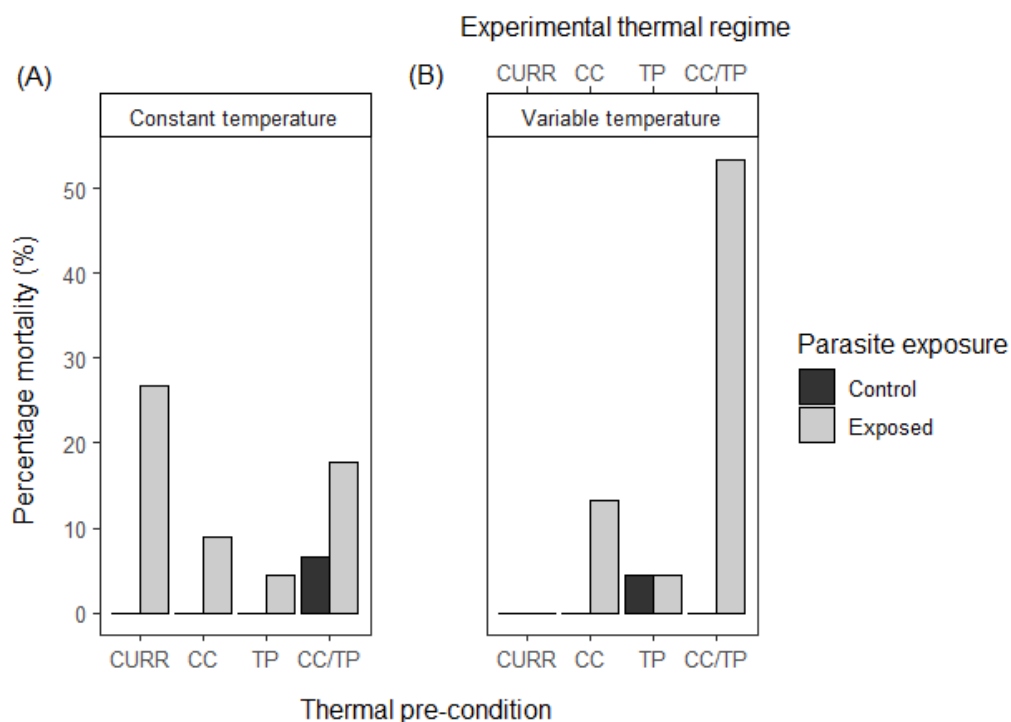 Experimental thermal regime
(A)
(B)
CURR CC TP CC/TP
Constant temperature
Variable temperature
Percentage mortality (%)
50
40
30
20
10
0
Parasite exposure
Control
Exposed
CURR CC TP CC/TP
CURR CC TP CC/TP
Thermal pre-condition